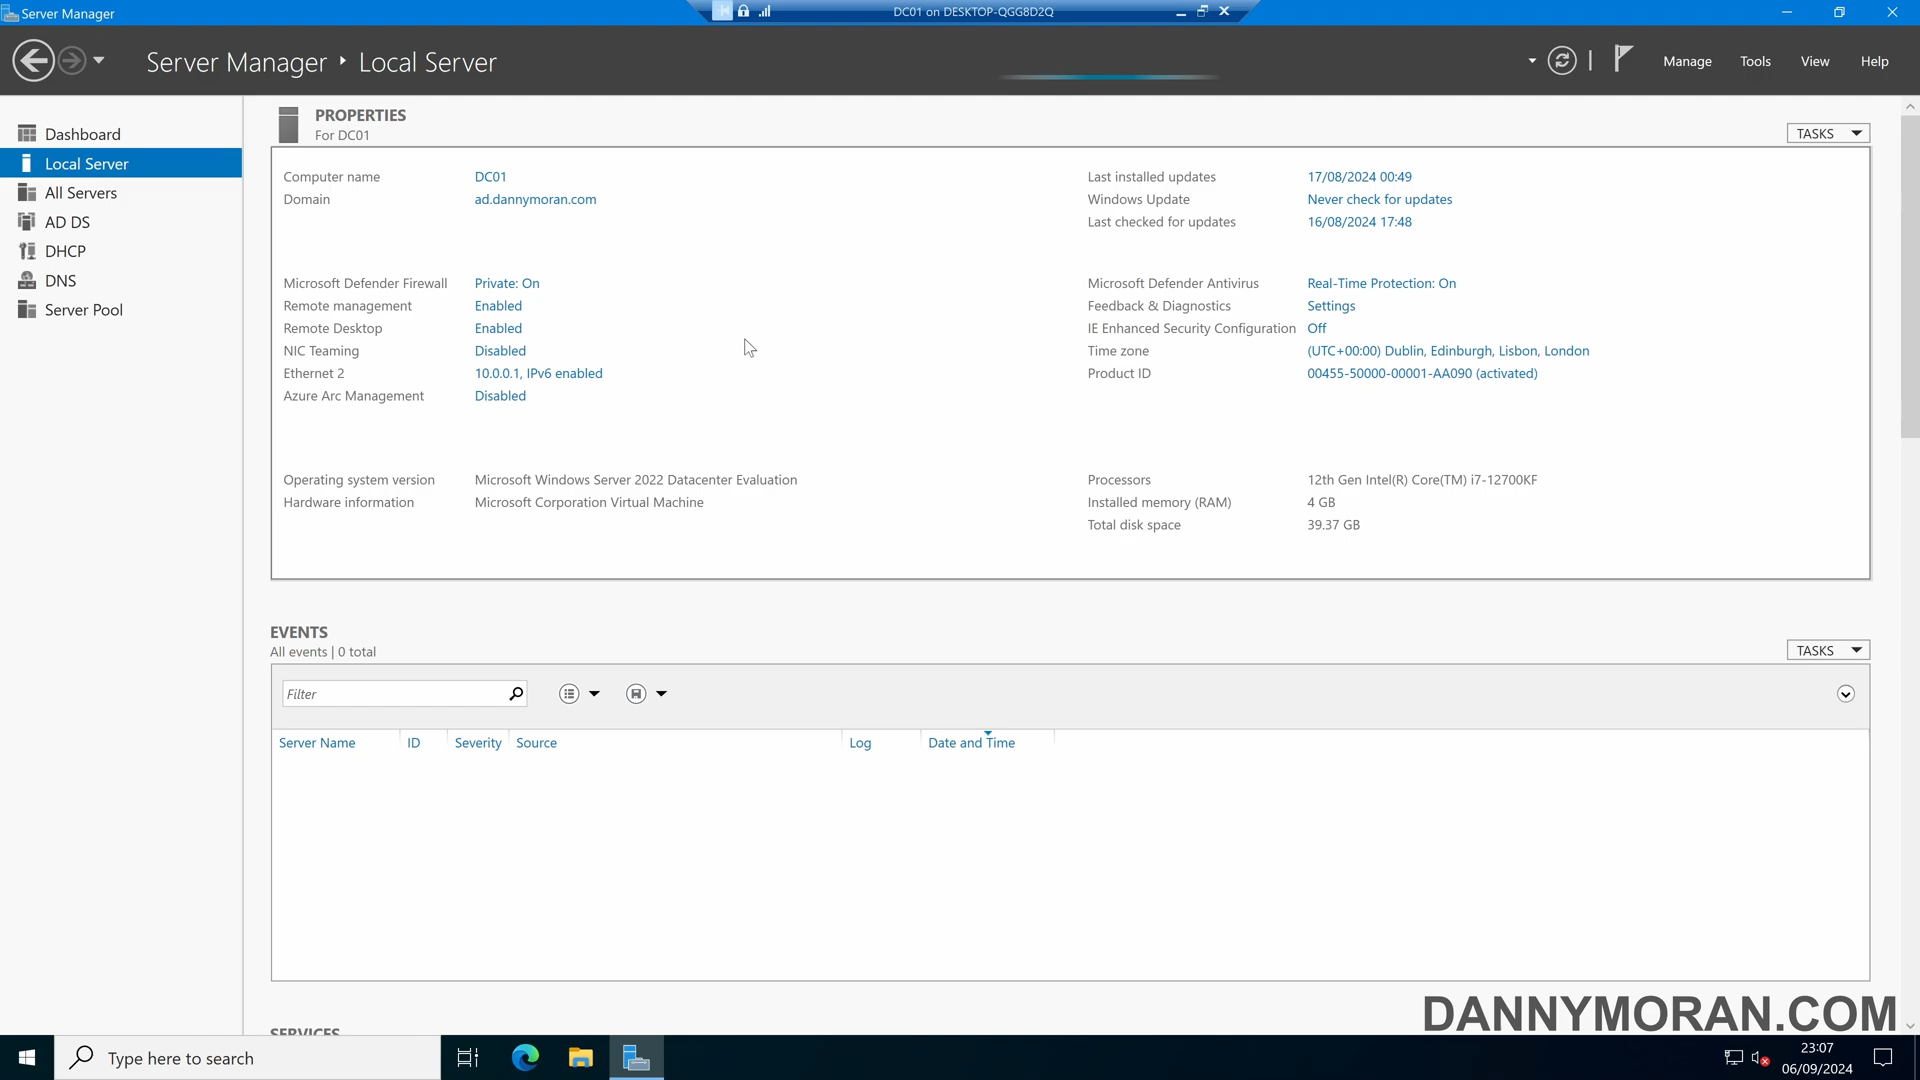 Server Manager
DC01 on DESKTOP-QGG8D2Q
Server Manager
Local Server
Manage
Tools
View
Help
Dashboard
Local Server
All Servers
AD DS
DHCP
DNS
Server Pool
PROPERTIES
For DC01
TASKS
Computer name DC01
Domain ad.dannymoran.com
Last installed updates 17/08/2024 00:49
Windows Update Never check for updates
Last checked for updates 16/08/2024 17:48
Microsoft Defender Firewall Private: On
Remote management Enabled
Remote Desktop Enabled
NIC Teaming Disabled
Ethernet 2 10.0.0.1, IPv6 enabled
Azure Arc Management Disabled
Microsoft Defender Antivirus Real-Time Protection: On
Feedback & Diagnostics Settings
IE Enhanced Security Configuration Off
Time zone (UTC+00:00) Dublin, Edinburgh, Lisbon, London
Product ID 00455-50000-00001-AA090 (activated)
Operating system version Microsoft Windows Server 2022 Datacenter Evaluation
Hardware information Microsoft Corporation Virtual Machine
Processors 12th Gen Intel(R) Core(TM) i7-12700KF
Installed memory (RAM) 4 GB
Total disk space 39.37 GB
EVENTS
All events | 0 total
TASKS
Filter
Server Name ID Severity Source Log Date and Time
SERVICES
DANNYMORAN.COM
Type here to search
23:07
06/09/2024